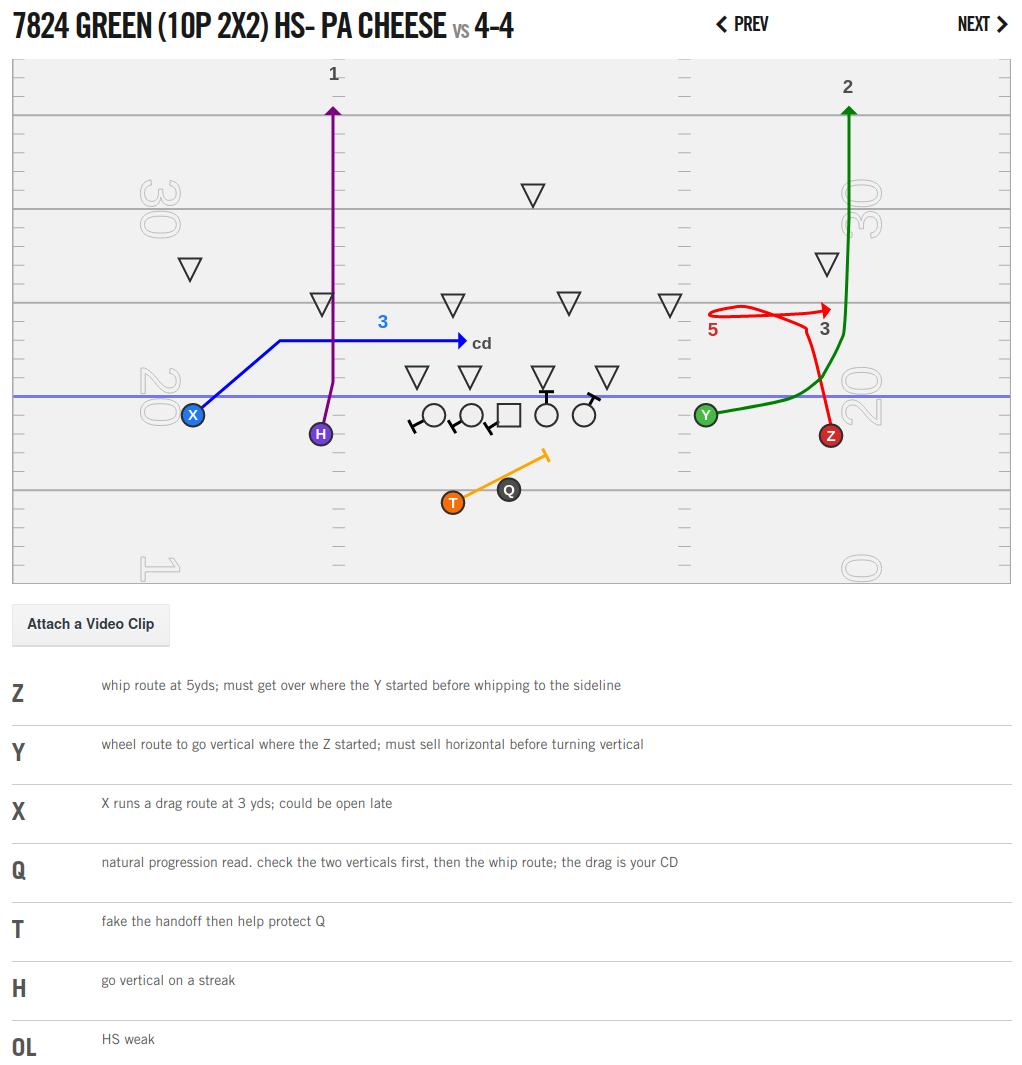 7824 GREEN (10P 2X2) HS- PA CHEESE vs 4-4
PREV
NEXT
1
2
30
30
3
cd
5
3
20
20
X
H
Y
Z
T
Q
1
0
Attach a Video Clip
Z whip route at 5yds; must get over where the Y started before whipping to the sideline
Y wheel route to go vertical where the Z started; must sell horizontal before turning vertical
X X runs a drag route at 3 yds; could be open late
Q natural progression read. check the two verticals first, then the whip route; the drag is your CD
T fake the handoff then help protect Q
H go vertical on a streak
OL HS weak